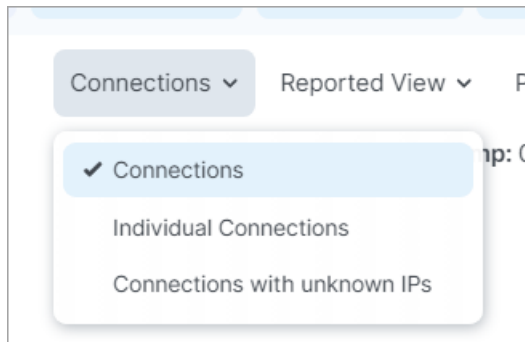 Connections
Reported View
Connections
Individual Connections
Connections with unknown IPs